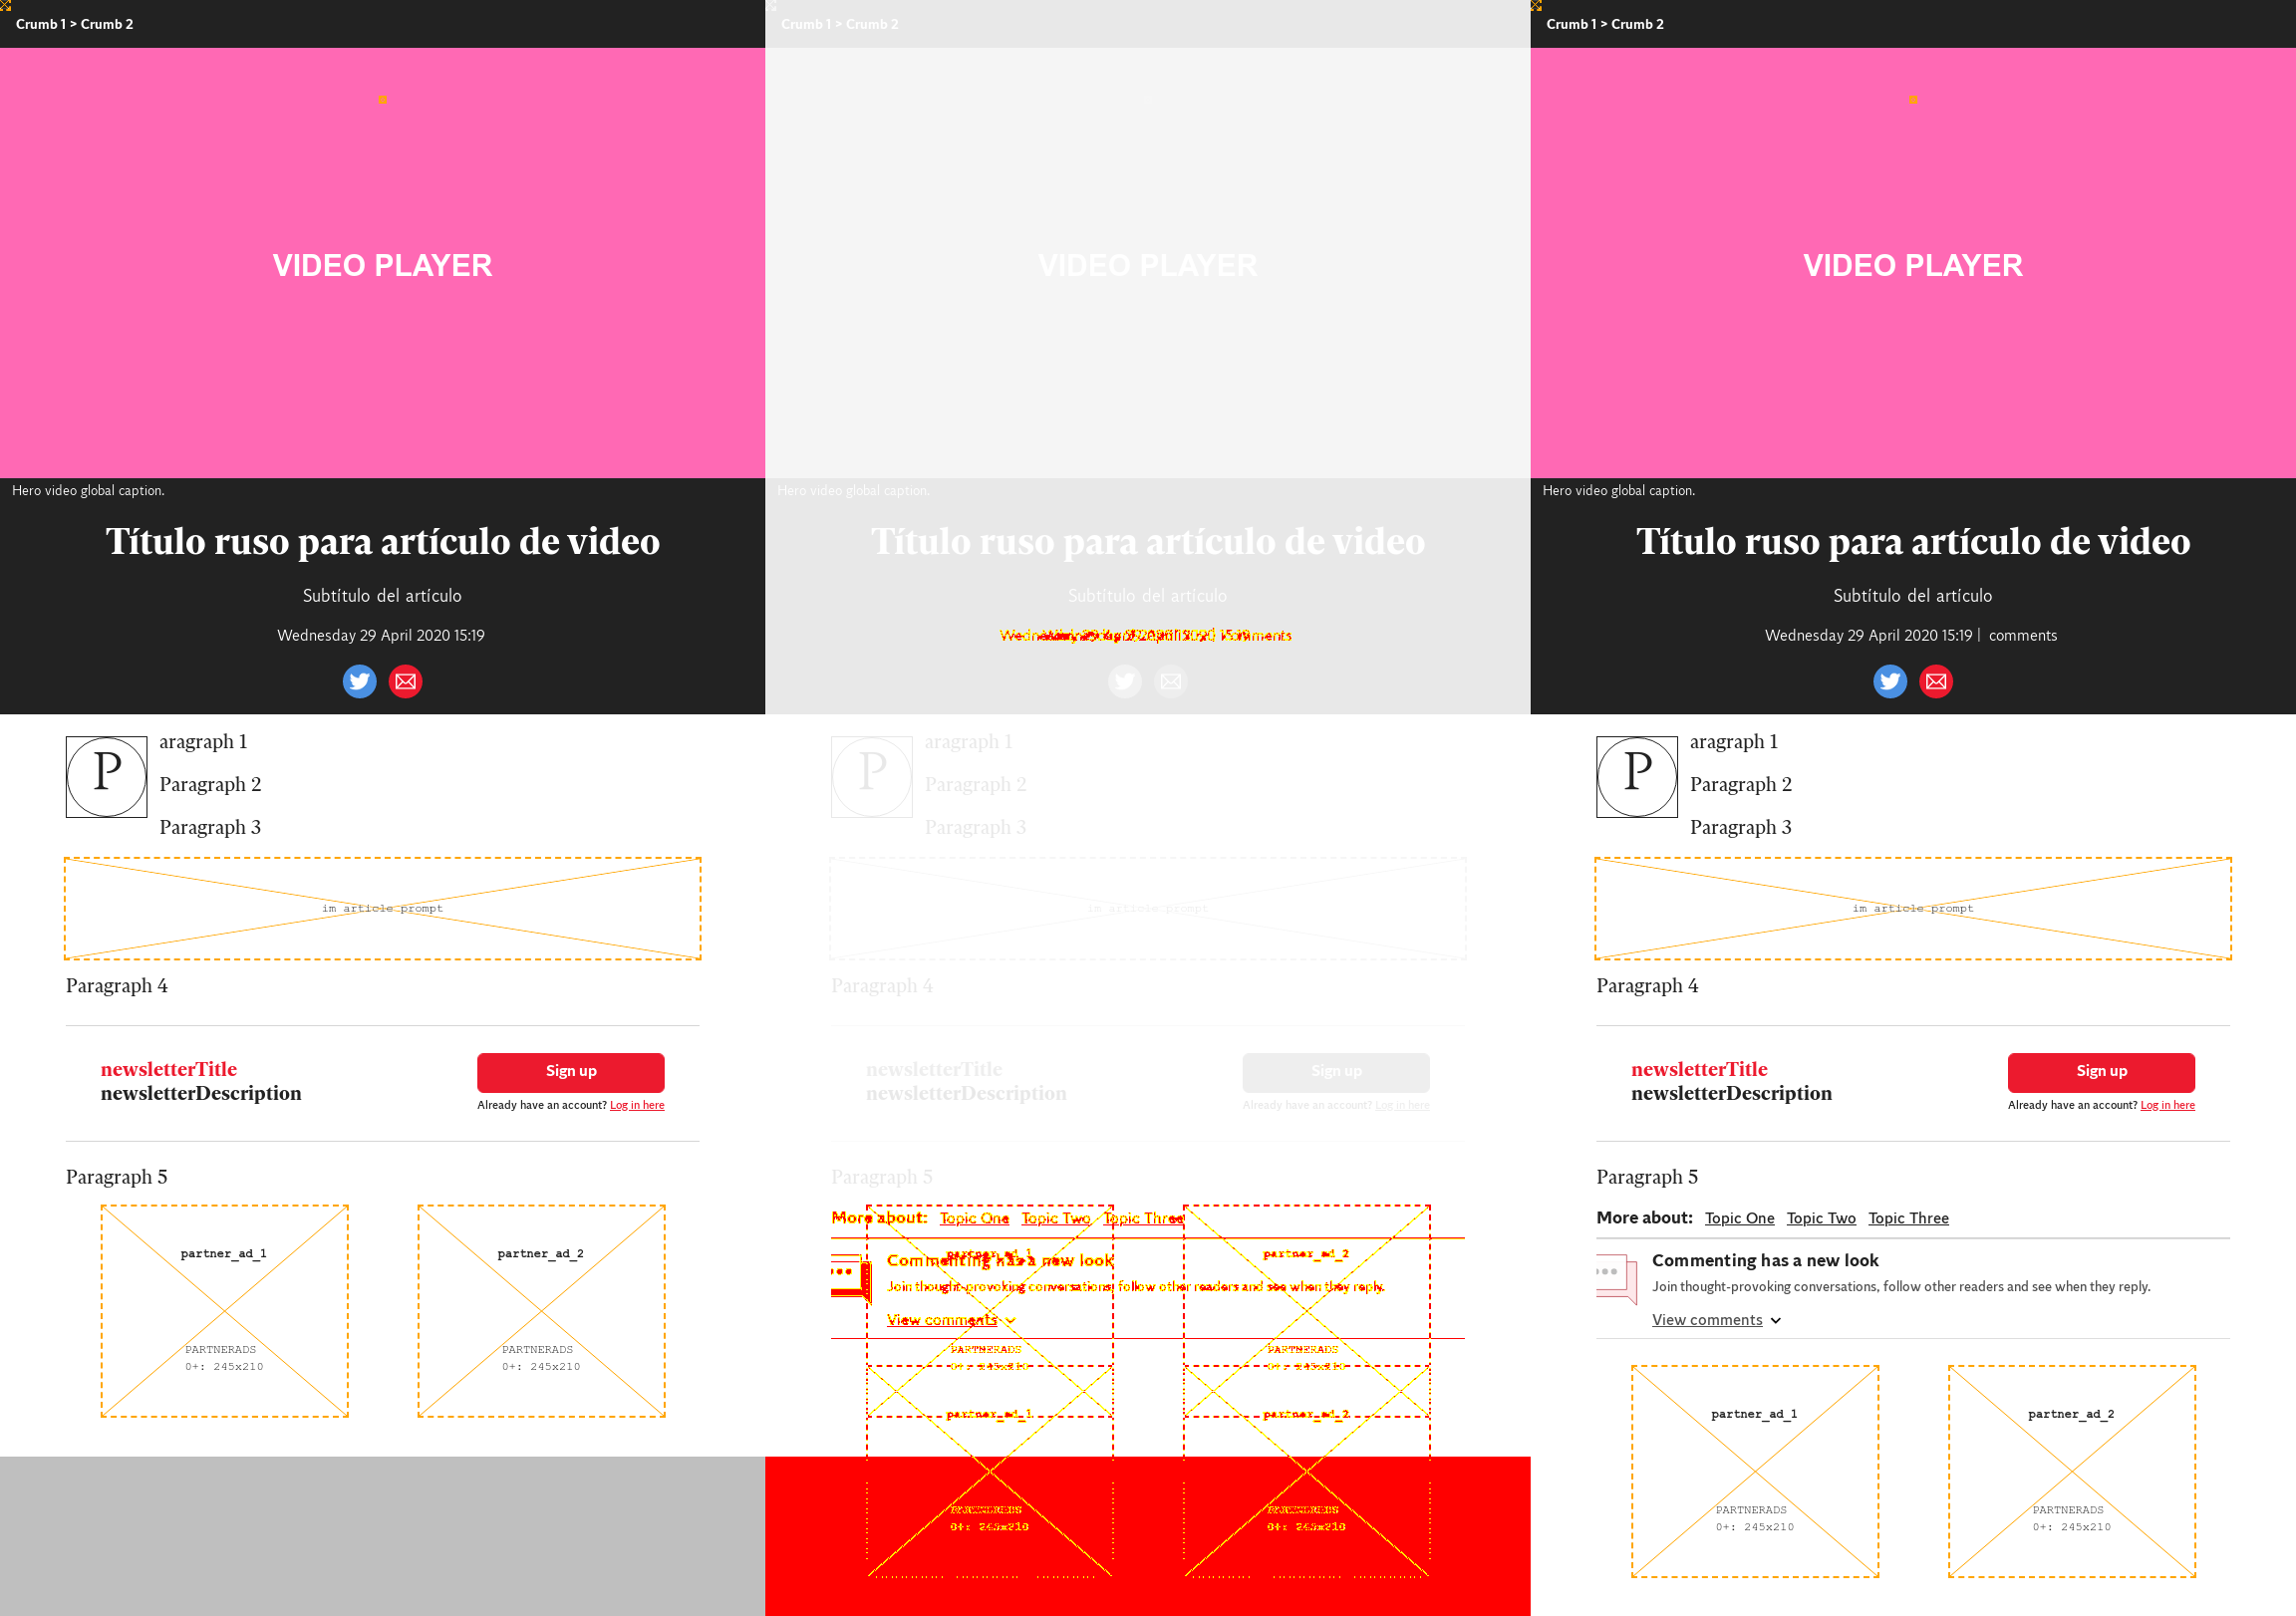 Crumb 1 > Crumb 2
VIDEO PLAYER
Hero video global caption.
Título ruso para artículo de video
Subtítulo del artículo
Wednesday 29 April 2020 15:19
P
aragraph 1
Paragraph 2
Paragraph 3
im article prompt
Paragraph 4
newsletterTitle
newsletterDescription
Sign up
Already have an account? Log in here
Paragraph 5
partner_ad_1
partner_ad_2
PARTNERADS
0+: 245x210
PARTNERADS
0+: 245x210
Crumb 1 > Crumb 2
VIDEO PLAYER
Hero video global caption.
Título ruso para artículo de video
Subtítulo del artículo
P
aragraph 1
Paragraph 2
Paragraph 3
im article prompt
Paragraph 4
newsletterTitle
newsletterDescription
Sign up
Already have an account? Log in here
Paragraph 5
More about: Topic One Topic Two Topic Three
partner_ad_1
partner_ad_2
Commenting has a new look
Join thought-provoking conversations, follow other readers and see when they reply.
View comments
PARTNERADS
0+: 245x210
PARTNERADS
0+: 245x210
partner_ad_1
partner_ad_2
PARTNERADS
0+: 245x210
PARTNERADS
0+: 245x210
Crumb 1 > Crumb 2
VIDEO PLAYER
Hero video global caption.
Título ruso para artículo de video
Subtítulo del artículo
Wednesday 29 April 2020 15:19 | comments
P
aragraph 1
Paragraph 2
Paragraph 3
im article prompt
Paragraph 4
newsletterTitle
newsletterDescription
Sign up
Already have an account? Log in here
Paragraph 5
More about: Topic One Topic Two Topic Three
Commenting has a new look
Join thought-provoking conversations, follow other readers and see when they reply.
View comments
partner_ad_1
partner_ad_2
PARTNERADS
0+: 245x210
PARTNERADS
0+: 245x210